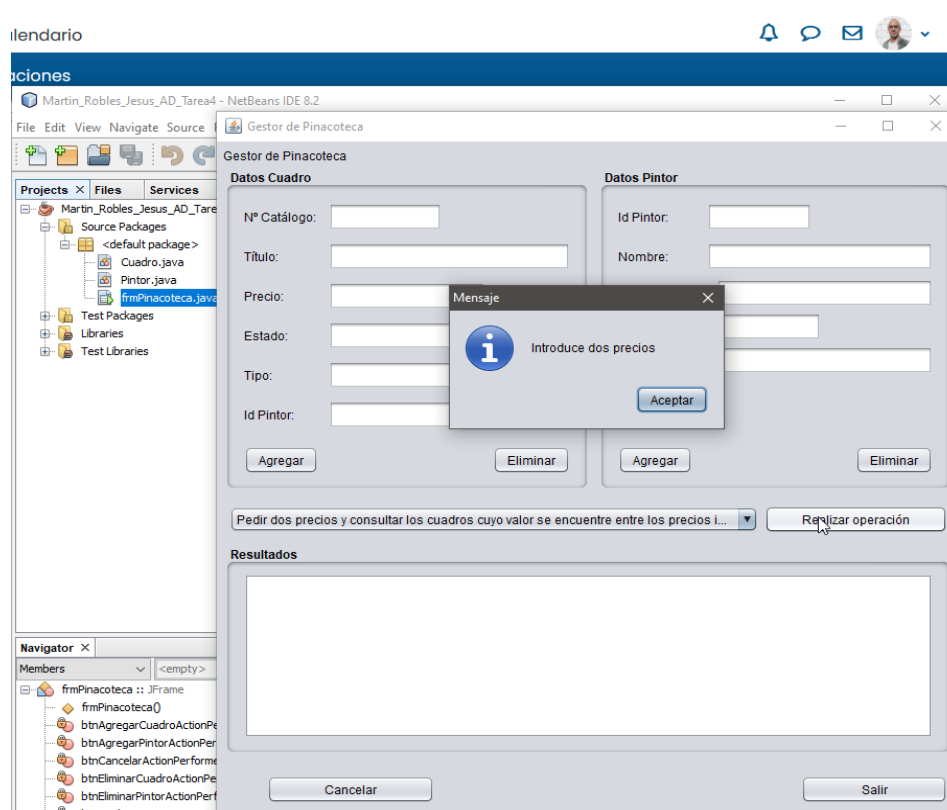 lendario
aciones
Martin_Robles_Jesus_AD_Tarea4 - NetBeans IDE 8.2
File Edit View Navigate Source
Projects Files Services
Martin_Robles_Jesus_AD_Tare
Source Packages
<default package>
Cuadro.java
Pintor.java
frmPinacoteca.java
Test Packages
Libraries
Test Libraries
Navigator
Members
<empty>
frmPinacoteca :: JFrame
frmPinacoteca()
btnAgregarCuadroActionPe
btnAgregarPintorActionPer
btnCancelarActionPerforme
btnEliminarCuadroActionPe
btnEliminarPintorActionPerf
Gestor de Pinacoteca
Gestor de Pinacoteca
Datos Cuadro
Nº Catálogo:
Título:
Precio:
Estado:
Tipo:
Id Pintor:
Agregar
Eliminar
Datos Pintor
Id Pintor:
Nombre:
Agregar
Eliminar
Mensaje
Introduce dos precios
Aceptar
Pedir dos precios y consultar los cuadros cuyo valor se encuentre entre los precios i...
Realizar operación
Resultados
Cancelar
Salir